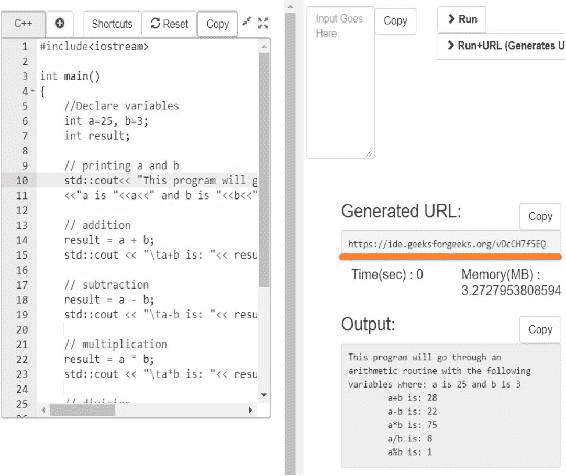 C++ Shortcuts Reset Copy
1 #include<iostream>
2
3 int main()
4 {
5 //Declare variables
6 int a=25, b=3;
7 int result;
8
9 // printing a and b
10 std::cout<< "This program will g
11 <<"a is "<<a<<" and b is "<<b<<"
12
13 // addition
14 result = a + b;
15 std::cout << "\ta+b is: "<< resu
16
17 // subtraction
18 result = a - b;
19 std::cout << "\ta-b is: "<< resu
20
21 // multiplication
22 result = a * b;
23 std::cout << "\ta*b is: "<< resu
24
25 // division
Input Goes Here
Copy
Run
Run+URL (Generates U
Generated URL:
Copy
https://ide.geeksforgeeks.org/vDcCH7f5EQ
Time(sec) : 0
Memory(MB) :
3.2727953808594
Output:
Copy
This program will go through an
arithmetic routine with the following
variables where: a is 25 and b is 3
a+b is: 28
a-b is: 22
a*b is: 75
a/b is: 8
a%b is: 1